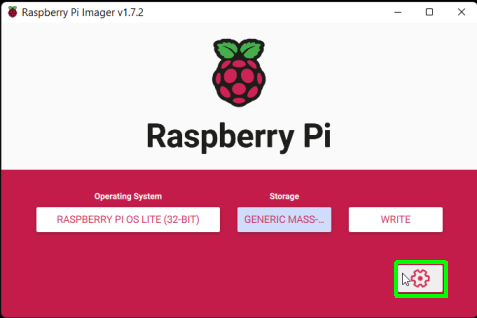 Raspberry Pi Imager v1.7.2
Raspberry Pi
Operating System
Storage
RASPBERRY PI OS LITE (32-BIT)
GENERIC MASS-...
WRITE